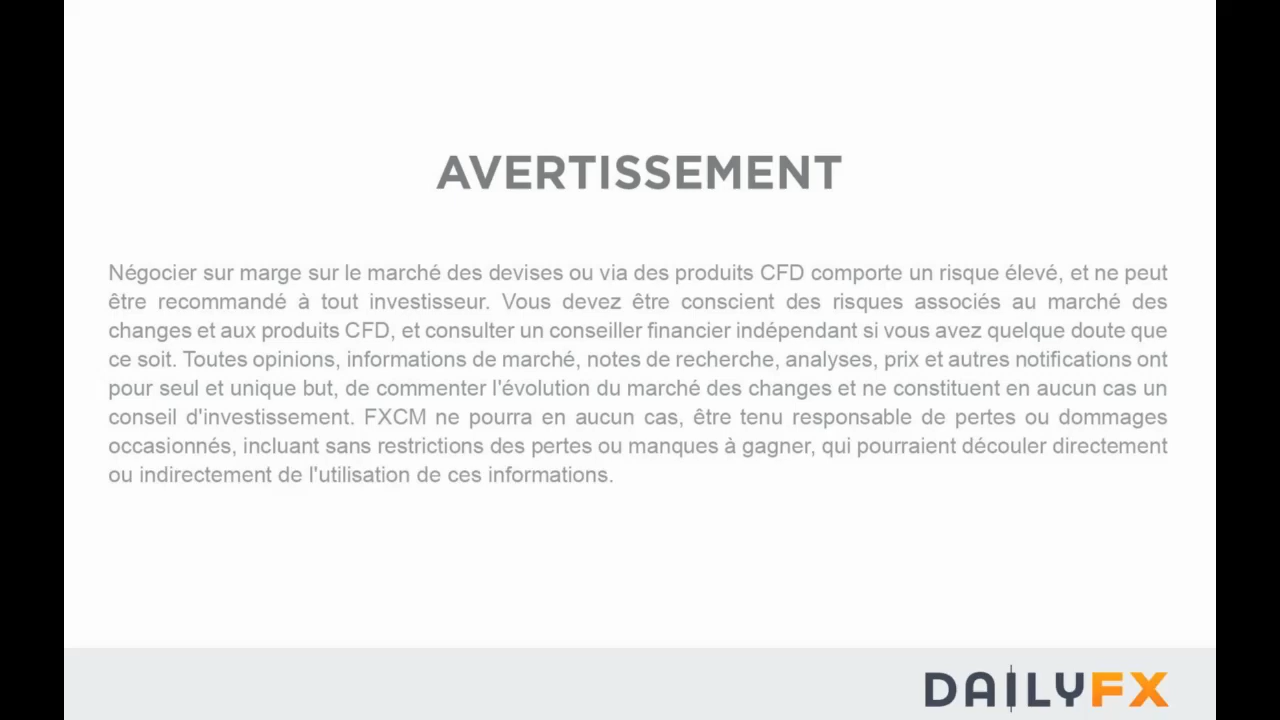 AVERTISSEMENT
Négocier sur marge sur le marché des devises ou via des produits CFD comporte un risque élevé, et ne peut
être recommandé à tout investisseur. Vous devez être conscient des risques associés au marché des
changes et aux produits CFD, et consulter un conseiller financier indépendant si vous avez quelque doute que
ce soit. Toutes opinions, informations de marché, notes de recherche, analyses, prix et autres notifications ont
pour seul et unique but, de commenter l'évolution du marché des changes et ne constituent en aucun cas un
conseil d'investissement. FXCM ne pourra en aucun cas, être tenu responsable de pertes ou dommages
occasionnés, incluant sans restrictions des pertes ou manques à gagner, qui pourraient découler directement
ou indirectement de l'utilisation de ces informations.
DAILYFX